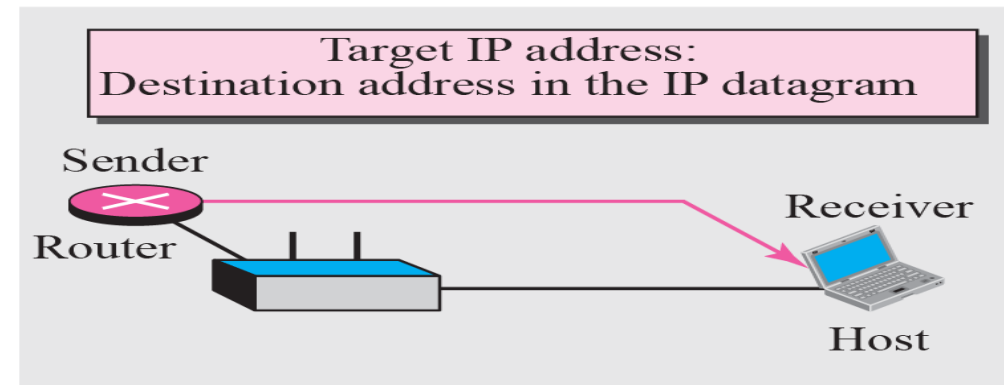 Target IP address:
Destination address in the IP datagram
Sender
Router
Receiver
Host